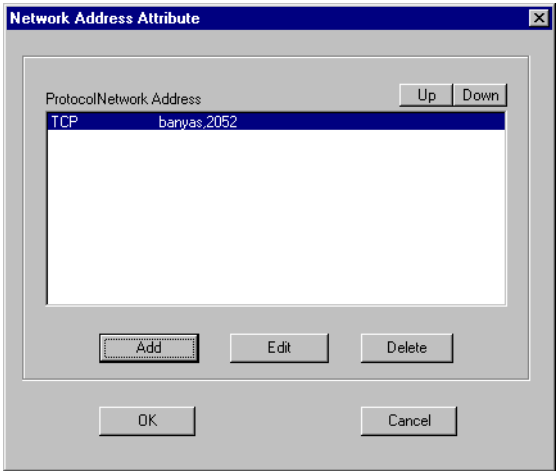 Network Address Attribute
Up Down
ProtocolNetwork Address
TCP banyas,2052
Add Edit Delete
OK Cancel